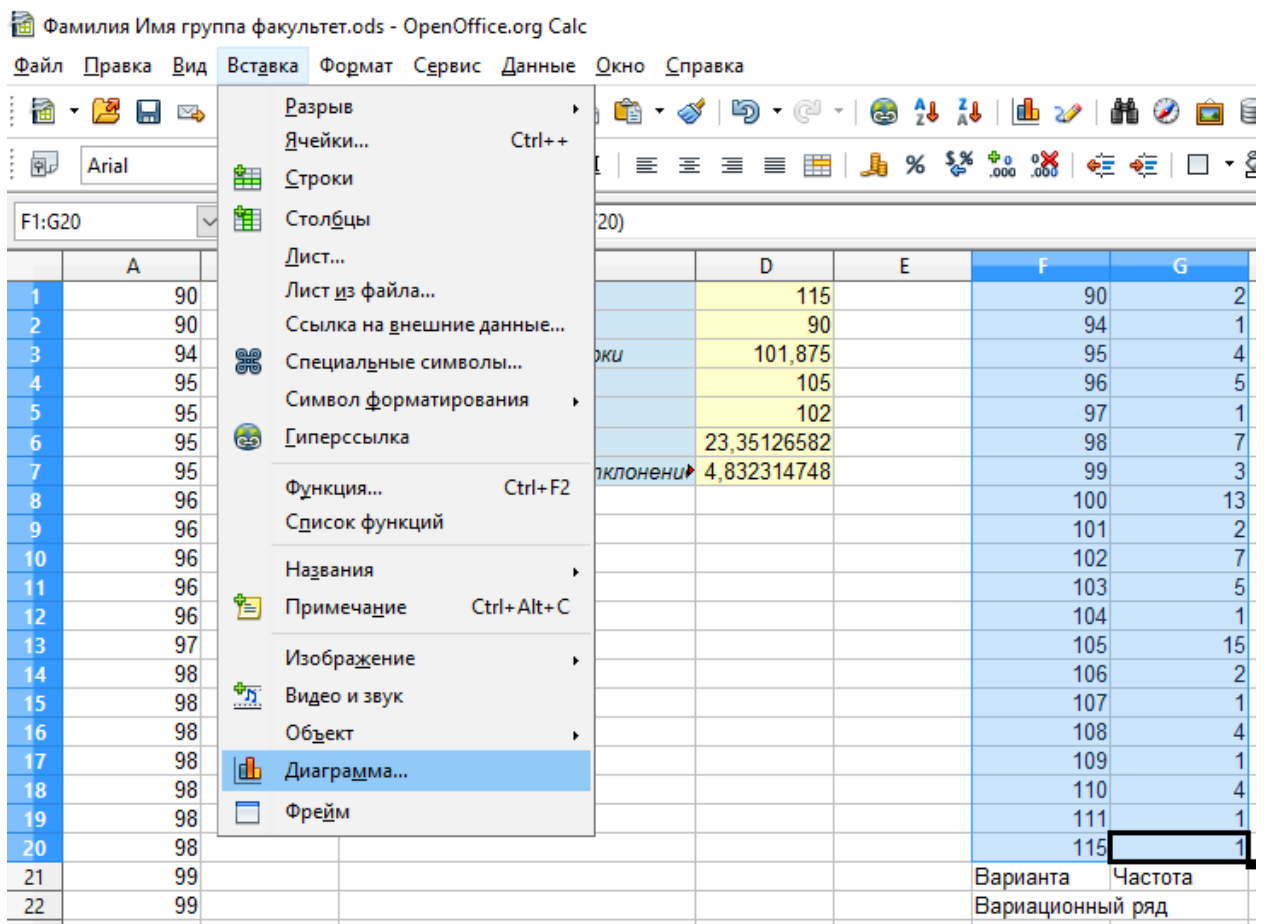 Фамилия Имя группа факультет.ods - OpenOffice.org Calc
Файл Правка Вид Вставка Формат Сервис Данные Окно Справка
Arial
F1:G20 20)
Разрыв
Ячейки... Ctrl++
Строки
Столбцы
Лист...
Лист из файла...
Ссылка на внешние данные...
Специальные символы...
Символ форматирования
Гиперссылка
Функция... Ctrl+F2
Список функций
Названия
Примечание Ctrl+Alt+C
Изображение
Видео и звук
Объект
Диаграмма...
Фрейм
A D E F G
1 90 115 90 2
2 90 90 94 1
3 94 101,875 95 4
4 95 105 96 5
5 95 102 97 1
6 95 23,35126582 98 7
7 95 4,832314748 99 3
8 96 100 13
9 96 101 2
10 96 102 7
11 96 103 5
12 96 104 1
13 97 105 15
14 98 106 2
15 98 107 1
16 98 108 4
17 98 109 1
18 98 110 4
19 98 111 1
20 98 115 1
21 99 Варианта Частота
22 99 Вариационный ряд